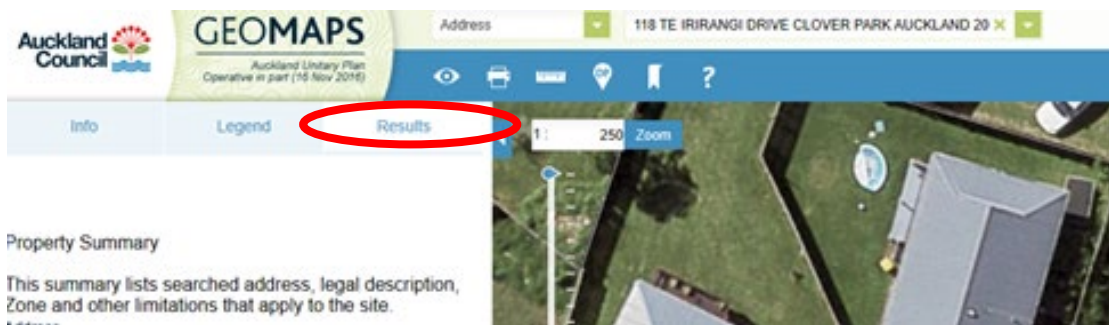 Auckland
Council
GEOMAPS
Auckland Unitary Plan
Operative in part (16 Nov 2016)
Address
118 TE IRIRANGI DRIVE CLOVER PARK AUCKLAND 20 ×
?
Info Legend Results
1 : 250 Zoom
Property Summary
This summary lists searched address, legal description,
Zone and other limitations that apply to the site.